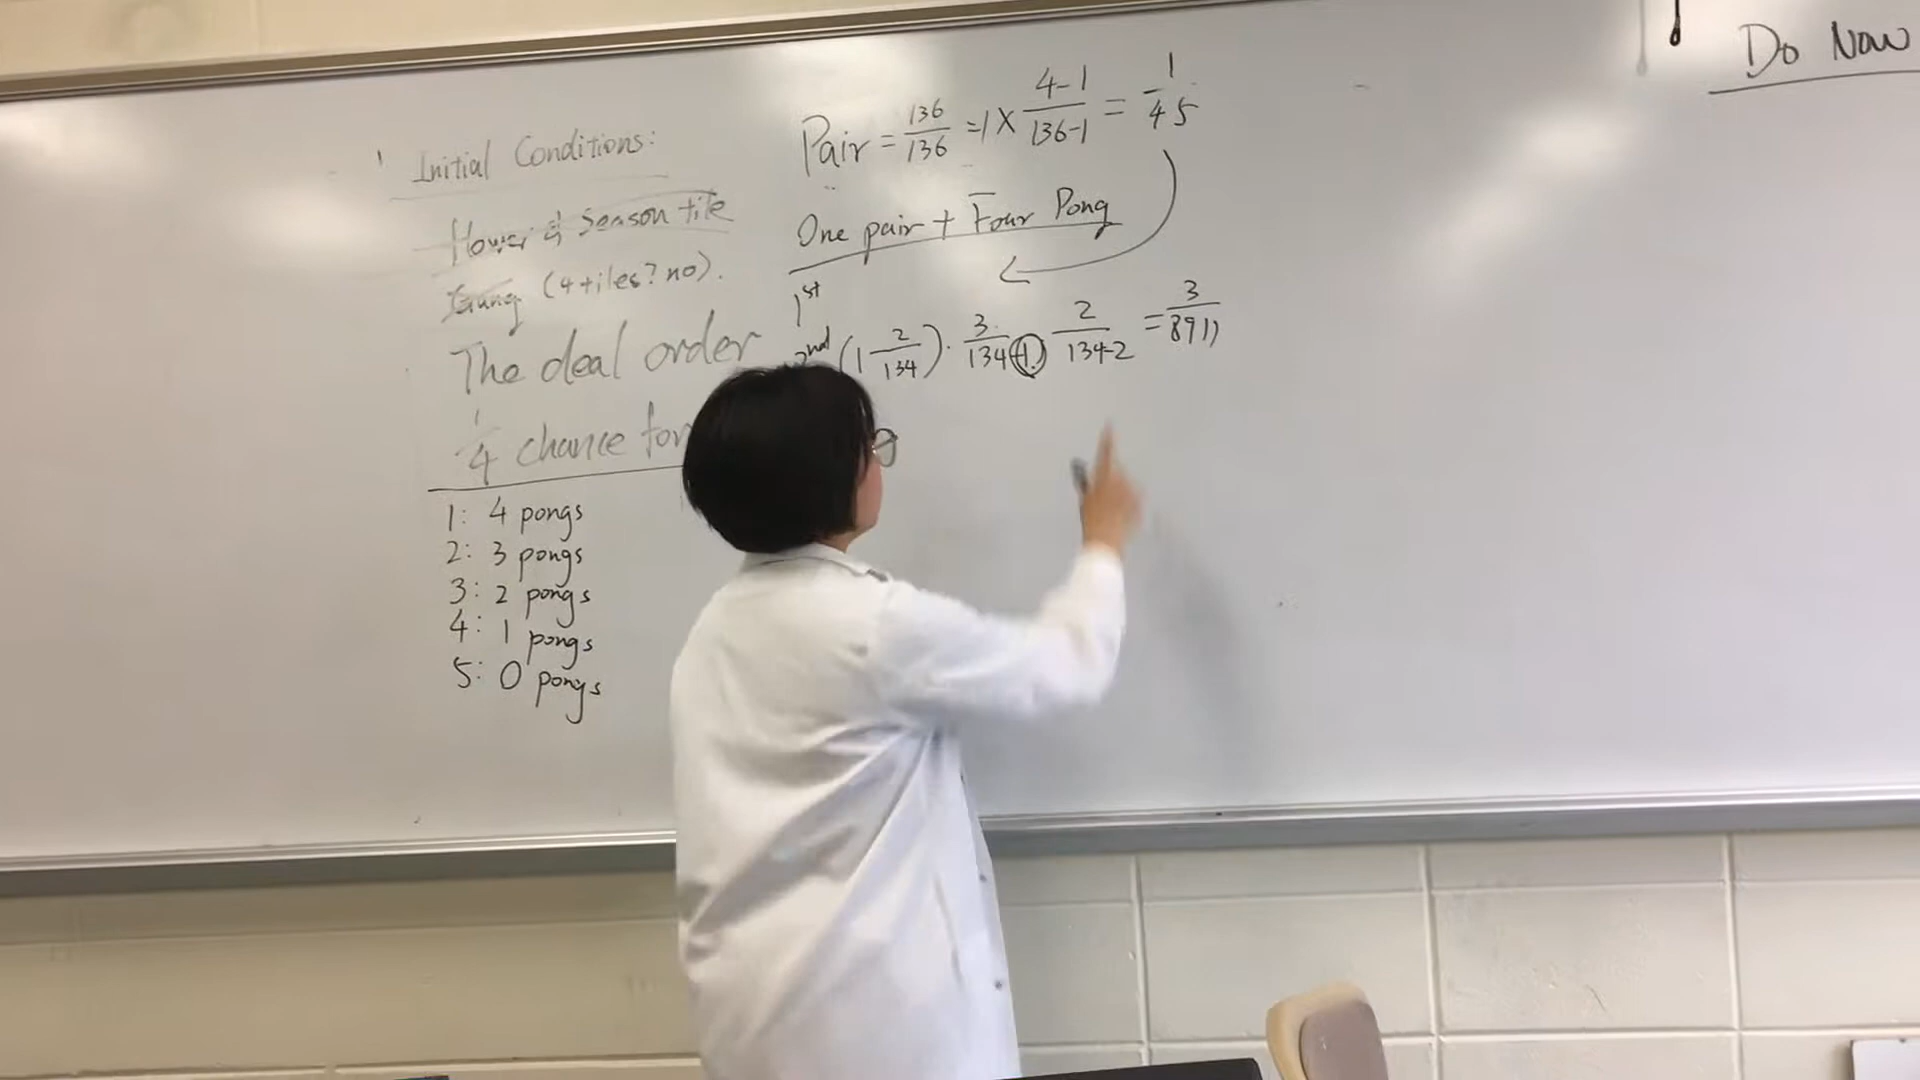 Do Now
Initial Conditions:
Flower & Season tile
Gung (4 tiles? no).
The deal order
1/4 chance for
1: 4 pongs
2: 3 pongs
3: 2 pongs
4: 1 pongs
5: 0 pongs
Pair = 136/136 = 1 × 4-1/136-1 = 1/45
One pair + Four Pong
1st
2nd (1-2/134) · 3/134-1 · 2/134-2 = 3/8911